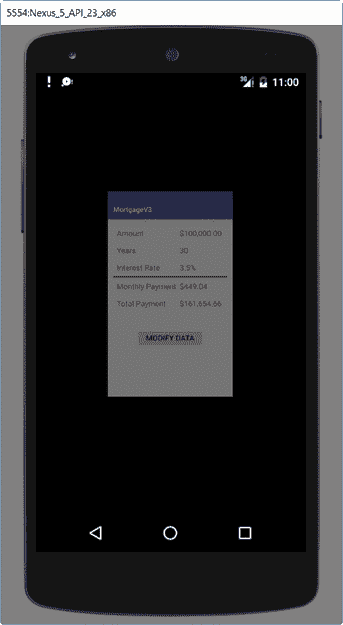 5554:Nexus_5_API_23_x86
3G 11:00
MortgageV3
Amount $100,000.00
Years 30
Interest Rate 3.5%
Monthly Payment $449.04
Total Payment $161,654.66
MODIFY DATA